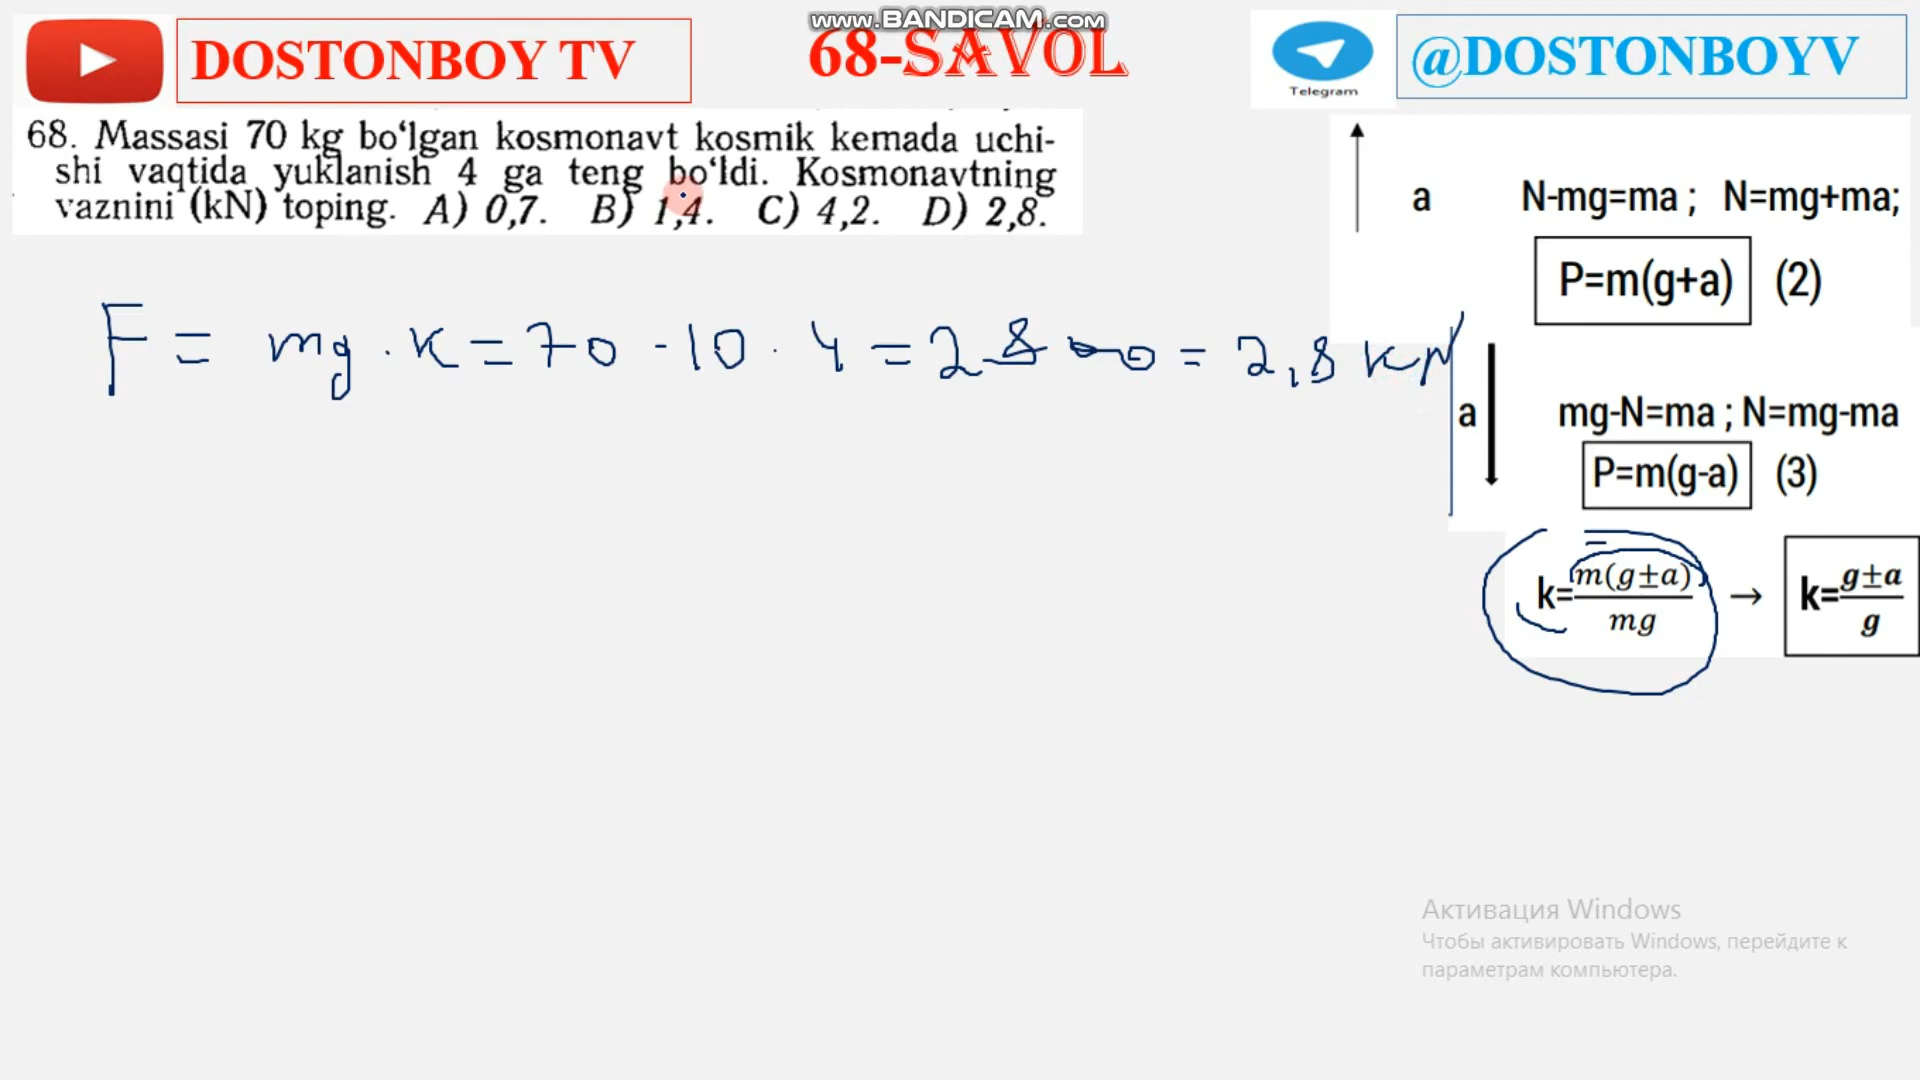 www.BANDICAM.com
DOSTONBOY TV
68-SAVOL
Telegram
@DOSTONBOYV
68. Massasi 70 kg bo‘lgan kosmonavt kosmik kemada uchi-
shi vaqtida yuklanish 4 ga teng bo‘ldi. Kosmonavtning
vaznini (kN) toping. A) 0,7. B) 1,4. C) 4,2. D) 2,8.
a N-mg=ma ; N=mg+ma;
P=m(g+a) (2)
F = mg · K = 70 · 10 · 4 = 2800 = 2,8 KN
a mg-N=ma ; N=mg-ma
P=m(g-a) (3)
k=m(g±a)/mg → k=g±a/g
Активация Windows
Чтобы активировать Windows, перейдите к
параметрам компьютера.